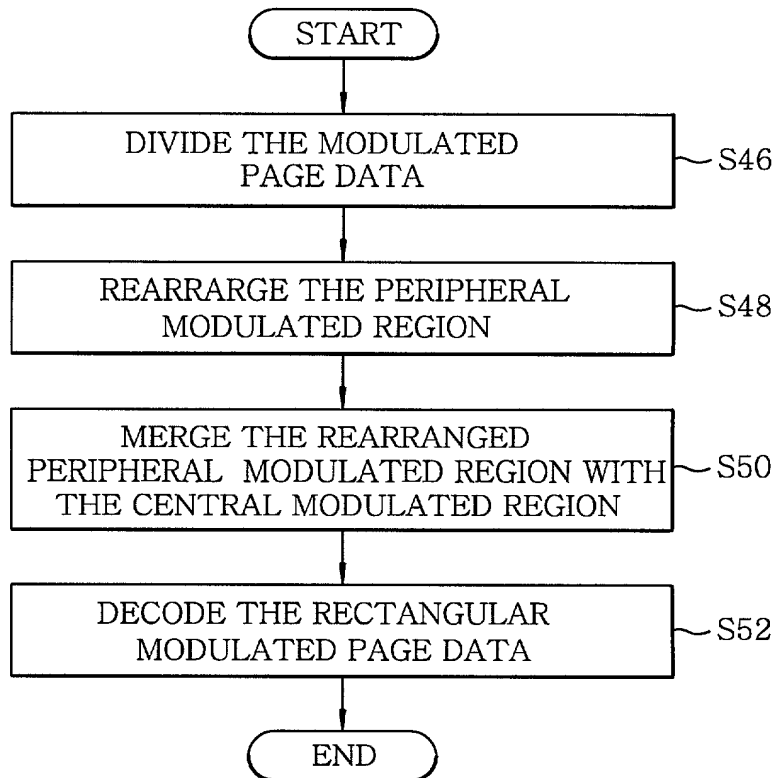 START
DIVIDE THE MODULATED
PAGE DATA
S46
REARRARGE THE PERIPHERAL
MODULATED REGION
S48
MERGE THE REARRANGED
PERIPHERAL MODULATED REGION WITH
THE CENTRAL MODULATED REGION
S50
DECODE THE RECTANGULAR
MODULATED PAGE DATA
S52
END